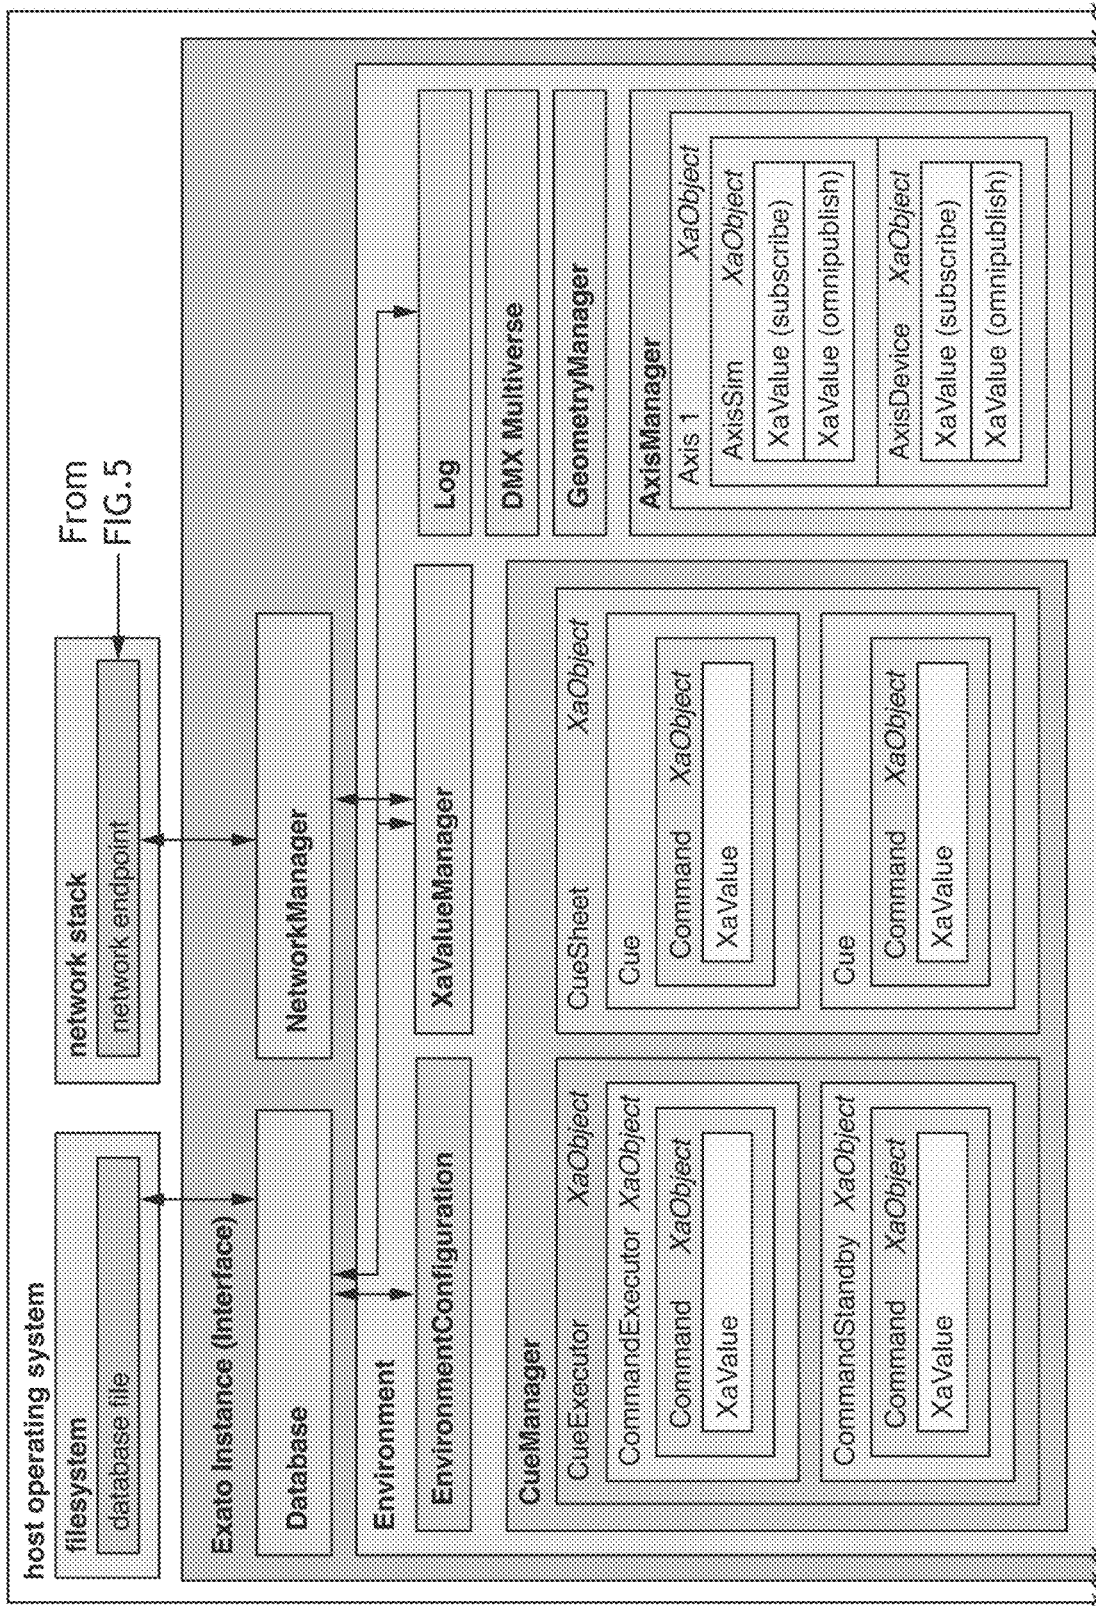 host operating system
filesystem
database file
network stack
network endpoint
From
FIG.5
Exato Instance (Interface)
Database
NetworkManager
Environment
EnvironmentConfiguration
XaValueManager
Log
DMX Multiverse
GeometryManager
CueManager
CueExecutor XaObject
CommandExecutor XaObject
Command XaObject
XaValue
CommandStandby XaObject
Command XaObject
XaValue
CueSheet XaObject
Cue
Command XaObject
XaValue
Cue
Command XaObject
XaValue
AxisManager
Axis 1 XaObject
AxisSim XaObject
XaValue (subscribe)
XaValue (omnipublish)
AxisDevice XaObject
XaValue (subscribe)
XaValue (omnipublish)